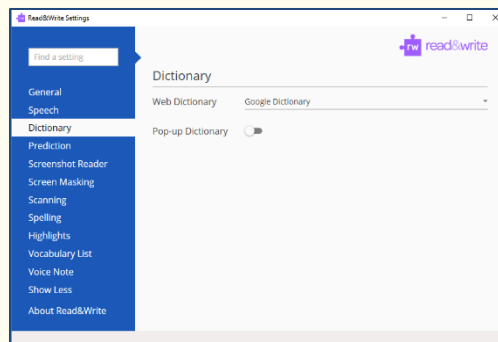 Read&Write Settings
rw read&write
Find a setting
General
Speech
Dictionary
Prediction
Screenshot Reader
Screen Masking
Scanning
Spelling
Highlights
Vocabulary List
Voice Note
Show Less
About Read&Write
Dictionary
Web Dictionary Google Dictionary
Pop-up Dictionary